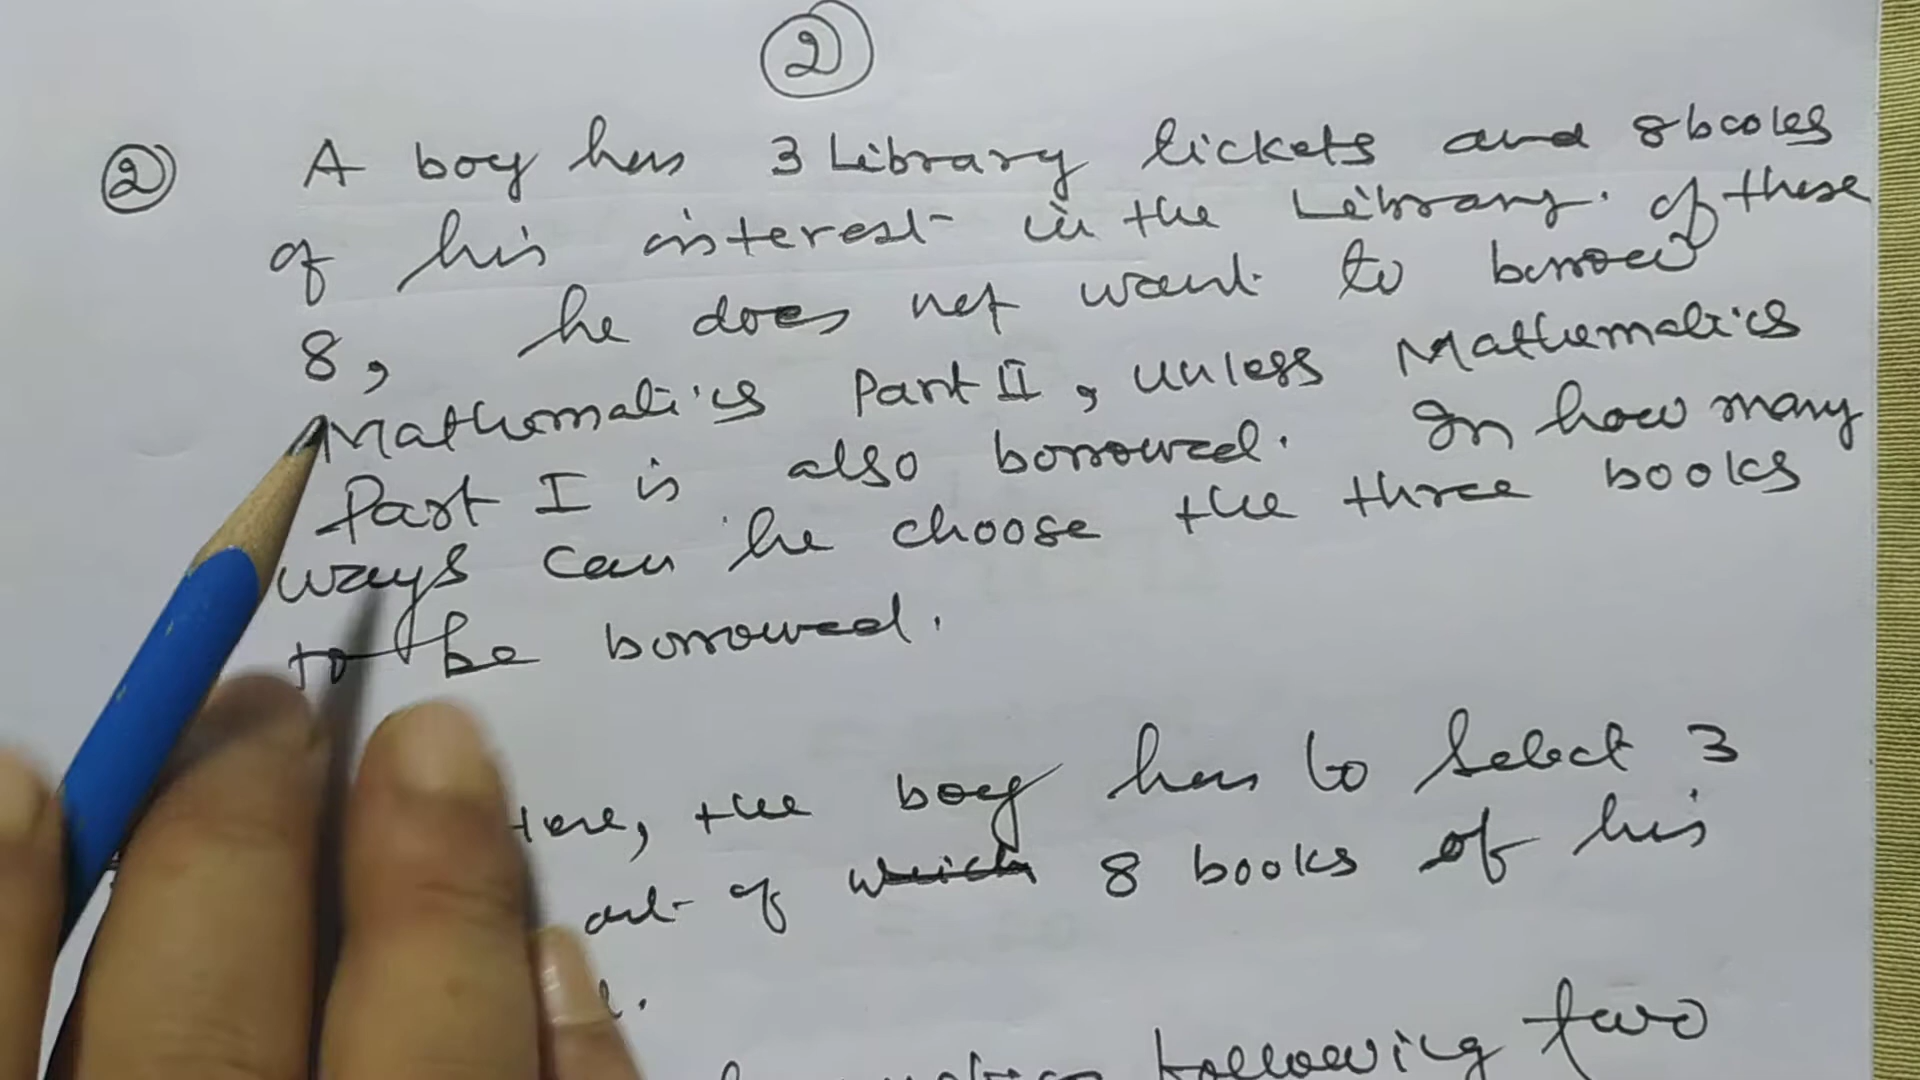 2
2 A boy has 3 Library tickets and 8 books
of his interest in the Library. Of these
8, he does not want to borrow
Mathematics Part II, unless Mathematics
Part I is also borrowed. In how many
ways can he choose the three books
to be borrowed.
the boy has to select 3
out of which 8 books of his
following two